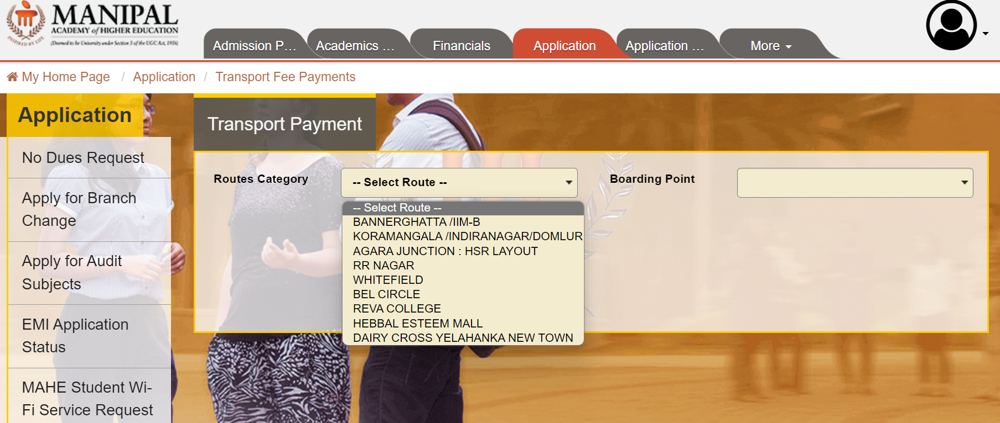 MANIPAL
ACADEMY of HIGHER EDUCATION
(Deemed to be University under Section 3 of the UGC Act, 1956)
INSPIRED BY LIFE
Admission P...
Academics ...
Financials
Application
Application ...
More
My Home Page / Application / Transport Fee Payments
Application
No Dues Request
Apply for Branch
Change
Apply for Audit
Subjects
EMI Application
Status
MAHE Student Wi-
Fi Service Request
Transport Payment
Routes Category
-- Select Route --
Boarding Point
-- Select Route --
BANNERGHATTA /IIM-B
KORAMANGALA /INDIRANAGAR/DOMLUR
AGARA JUNCTION : HSR LAYOUT
RR NAGAR
WHITEFIELD
BEL CIRCLE
REVA COLLEGE
HEBBAL ESTEEM MALL
DAIRY CROSS YELAHANKA NEW TOWN